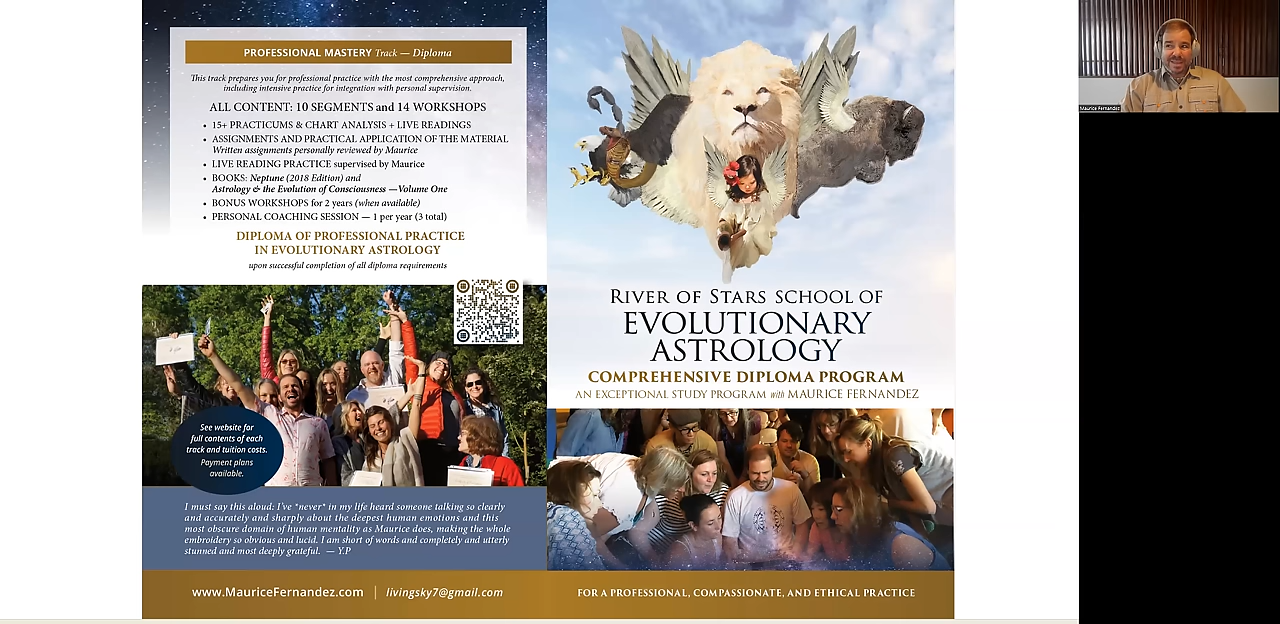 PROFESSIONAL MASTERY Track — Diploma
This track prepares you for professional practice with the most comprehensive approach,
including intensive practice for integration with personal supervision.
ALL CONTENT: 10 SEGMENTS and 14 WORKSHOPS
• 15+ PRACTICUMS & CHART ANALYSIS + LIVE READINGS
• ASSIGNMENTS AND PRACTICAL APPLICATION OF THE MATERIAL
Written assignments personally reviewed by Maurice
• LIVE READING PRACTICE supervised by Maurice
• BOOKS: Neptune (2018 Edition) and
Astrology & the Evolution of Consciousness —Volume One
• BONUS WORKSHOPS for 2 years (when available)
• PERSONAL COACHING SESSION — 1 per year (3 total)
DIPLOMA OF PROFESSIONAL PRACTICE
IN EVOLUTIONARY ASTROLOGY
upon successful completion of all diploma requirements
See website for
full contents of each
track and tuition costs.
Payment plans
available.
I must say this aloud: I've *never* in my life heard someone talking so clearly
and accurately and sharply about the deepest human emotions and this
most obscure domain of human mentality as Maurice does, making the whole
embroidery so obvious and lucid. I am short of words and completely and utterly
stunned and most deeply grateful. — Y.P
www.MauriceFernandez.com | livingsky7@gmail.com
RIVER OF STARS SCHOOL OF
EVOLUTIONARY
ASTROLOGY
COMPREHENSIVE DIPLOMA PROGRAM
AN EXCEPTIONAL STUDY PROGRAM with MAURICE FERNANDEZ
FOR A PROFESSIONAL, COMPASSIONATE, AND ETHICAL PRACTICE
Maurice Fernandez